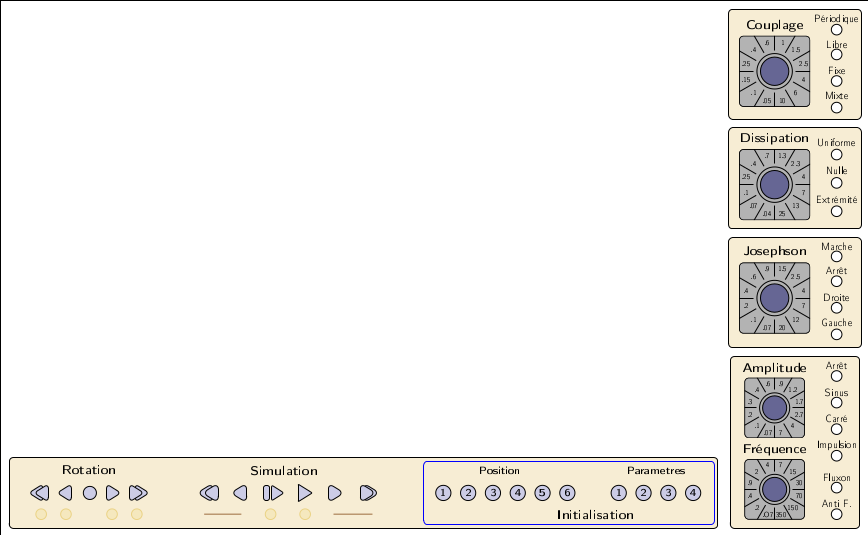 Couplage
Périodique
Libre
Fixe
Mixte
.6 1
.4 1.5
.25 2.5
.15 4
.1 6
.05 10
Dissipation
Uniforme
Nulle
Extrémité
.7 1.3
.4 2.3
.25 4
.1 7
.07 13
.04 25
Josephson
Marche
Arrêt
Droite
Gauche
.9 1.5
.6 2.5
.4 4
.2 7
.1 12
.07 20
Amplitude
Arrêt
Sinus
Carré
Impulsion
Fluxon
Anti F.
.6 .9
.4 1.2
.3 1.7
.2 2.7
.1 4
.07 7
Fréquence
4 7
2 15
.9 30
.4 70
.2 150
.07 350
Rotation
Simulation
Position
Parametres
1 2 3 4 5 6
1 2 3 4
Initialisation